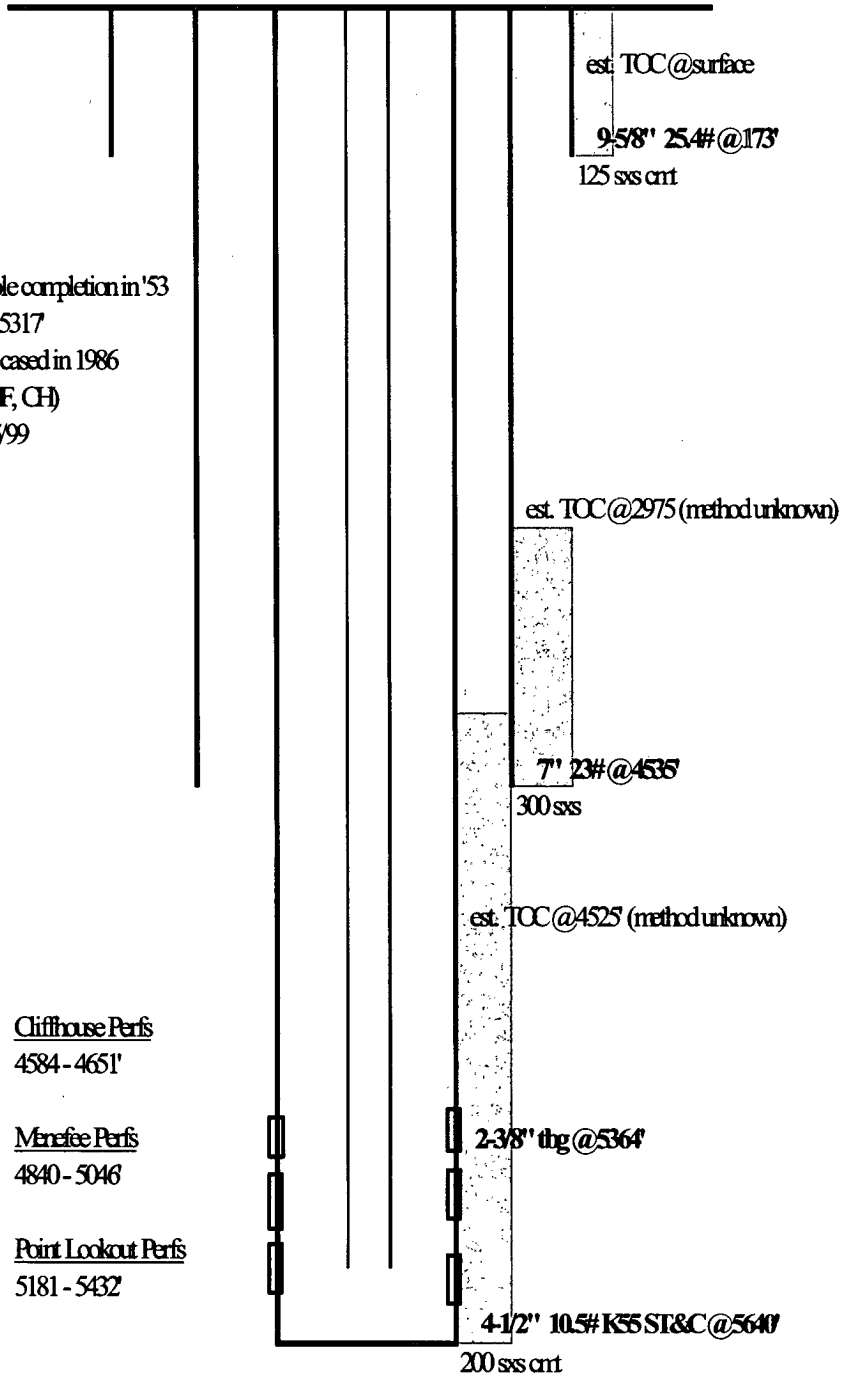 est. TOC @surface
9-5/8" 25.4# @173'
125 sxs cmt
le completion in '53
5317'
cased in 1986
F, CH)
/99
est. TOC @2975 (method unknown)
7" 23# @4535'
300 sxs
est. TOC @4525' (method unknown)
Cliffhouse Perfs
4584 - 4651'
Menefee Perfs
4840 - 5046'
2-3/8" tbg @5364'
Point Lookout Perfs
5181 - 5432'
4-1/2" 10.5# K55 ST&C @5640'
200 sxs cmt